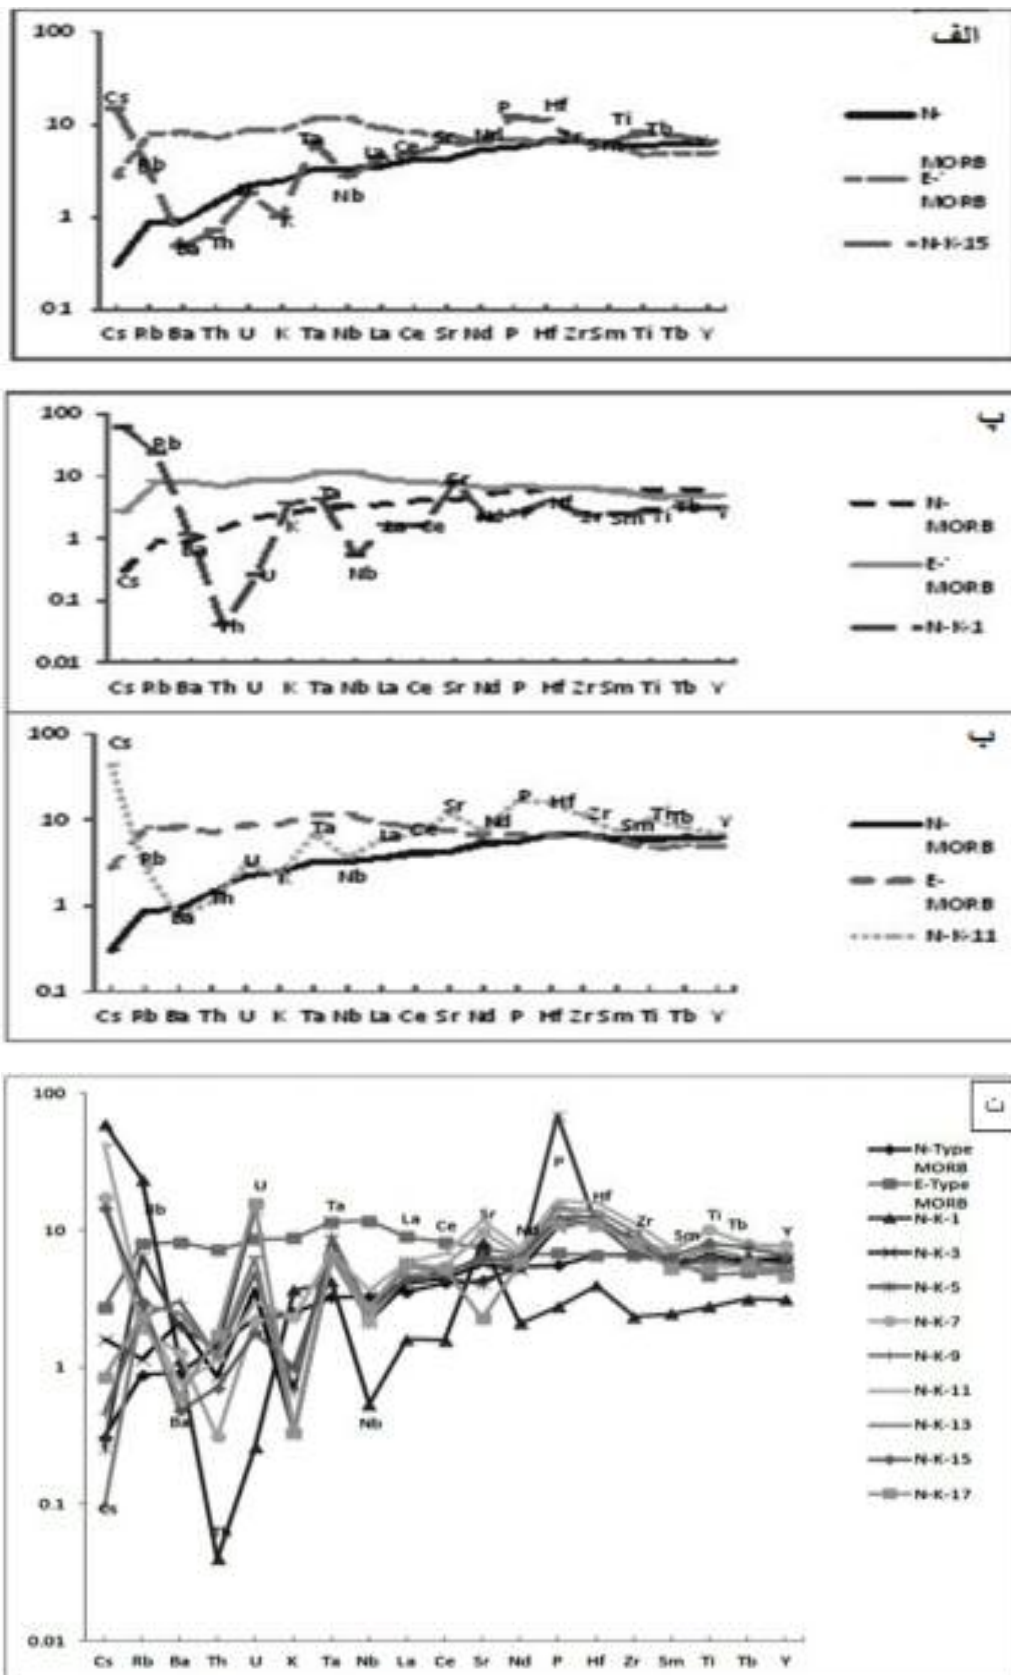 الف
100
10
1
0.1
Cs Rb Ba Th U K Ta Nb La Ce Sr Nd P Hf Zr Sm Ti Tb Y
Cs
Rb
Ba
Th
K
Ta
Nb
La
Ce
Sr
Nd
P
Hf
Zr
Sm
Ti
Tb
N-
MORB
E-
MORB
N-K-15
100
10
1
0.1
0.01
Cs Rb Ba Th U K Ta Nb La Ce Sr Nd P Hf Zr Sm Ti Tb Y
Cs
Rb
Ba
Th
U
K
Ta
Nb
La
Ce
Sr
Nd
P
Hf
Zr
Sm
Ti
Tb
Y
N-
MORB
E-
MORB
N-K-1
ب
100
10
1
0.1
Cs Rb Ba Th U K Ta Nb La Ce Sr Nd P Hf Zr Sm Ti Tb Y
Cs
Rb
Ba
Th
U
K
Ta
Nb
La
Ce
Sr
Nd
P
Hf
Zr
Sm
Th
Tb
Y
N-
MORB
E-
MORB
N-K-11
ت
100
10
1
0.1
0.01
Cs Rb Ba Th U K Ta Nb La Ce Sr Nd P Hf Zr Sm Ti Tb Y
Cs
Rb
Ba
Th
U
Ta
Nb
La
Ce
Sr
Nd
P
Hf
Zr
Sm
Ti
Tb
Y
N-Type
MORB
E-Type
MORB
N-K-1
N-K-3
N-K-5
N-K-7
N-K-9
N-K-11
N-K-13
N-K-15
N-K-17